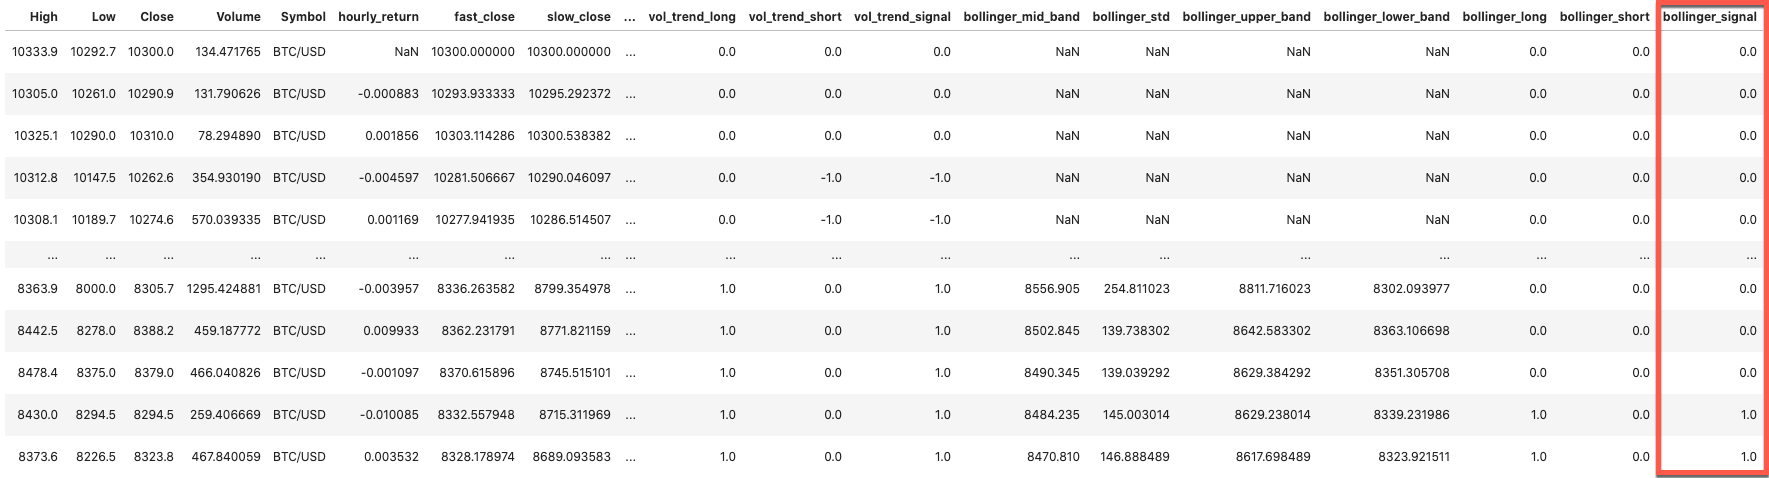 High Low Close Volume Symbol hourly_return fast_close slow_close ... vol_trend_long vol_trend_short vol_trend_signal bollinger_mid_band bollinger_std bollinger_upper_band bollinger_lower_band bollinger_long bollinger_short bollinger_signal
10333.9 10292.7 10300.0 134.471765 BTC/USD NaN 10300.000000 10300.000000 ... 0.0 0.0 0.0 NaN NaN NaN NaN 0.0 0.0 0.0
10305.0 10261.0 10290.9 131.790626 BTC/USD -0.000883 10293.933333 10295.292372 ... 0.0 0.0 0.0 NaN NaN NaN NaN 0.0 0.0 0.0
10325.1 10290.0 10310.0 78.294890 BTC/USD 0.001856 10303.114286 10300.538382 ... 0.0 0.0 0.0 NaN NaN NaN NaN 0.0 0.0 0.0
10312.8 10147.5 10262.6 354.930190 BTC/USD -0.004597 10281.506667 10290.046097 ... 0.0 -1.0 -1.0 NaN NaN NaN NaN 0.0 0.0 0.0
10308.1 10189.7 10274.6 570.039335 BTC/USD 0.001169 10277.941935 10286.514507 ... 0.0 -1.0 -1.0 NaN NaN NaN NaN 0.0 0.0 0.0
... ... ... ... ... ... ... ... ... ... ... ... ... ... ... ... ... ... ...
8363.9 8000.0 8305.7 1295.424881 BTC/USD -0.003957 8336.263582 8799.354978 ... 1.0 0.0 1.0 8556.905 254.811023 8811.716023 8302.093977 0.0 0.0 0.0
8442.5 8278.0 8388.2 459.187772 BTC/USD 0.009933 8362.231791 8771.821159 ... 1.0 0.0 1.0 8502.845 139.738302 8642.583302 8363.106698 0.0 0.0 0.0
8478.4 8375.0 8379.0 466.040826 BTC/USD -0.001097 8370.615896 8745.515101 ... 1.0 0.0 1.0 8490.345 139.039292 8629.384292 8351.305708 0.0 0.0 0.0
8430.0 8294.5 8294.5 259.406669 BTC/USD -0.010085 8332.557948 8715.311969 ... 1.0 0.0 1.0 8484.235 145.003014 8629.238014 8339.231986 1.0 0.0 1.0
8373.6 8226.5 8323.8 467.840059 BTC/USD 0.003532 8328.178974 8689.093583 ... 1.0 0.0 1.0 8470.810 146.888489 8617.698489 8323.921511 1.0 0.0 1.0